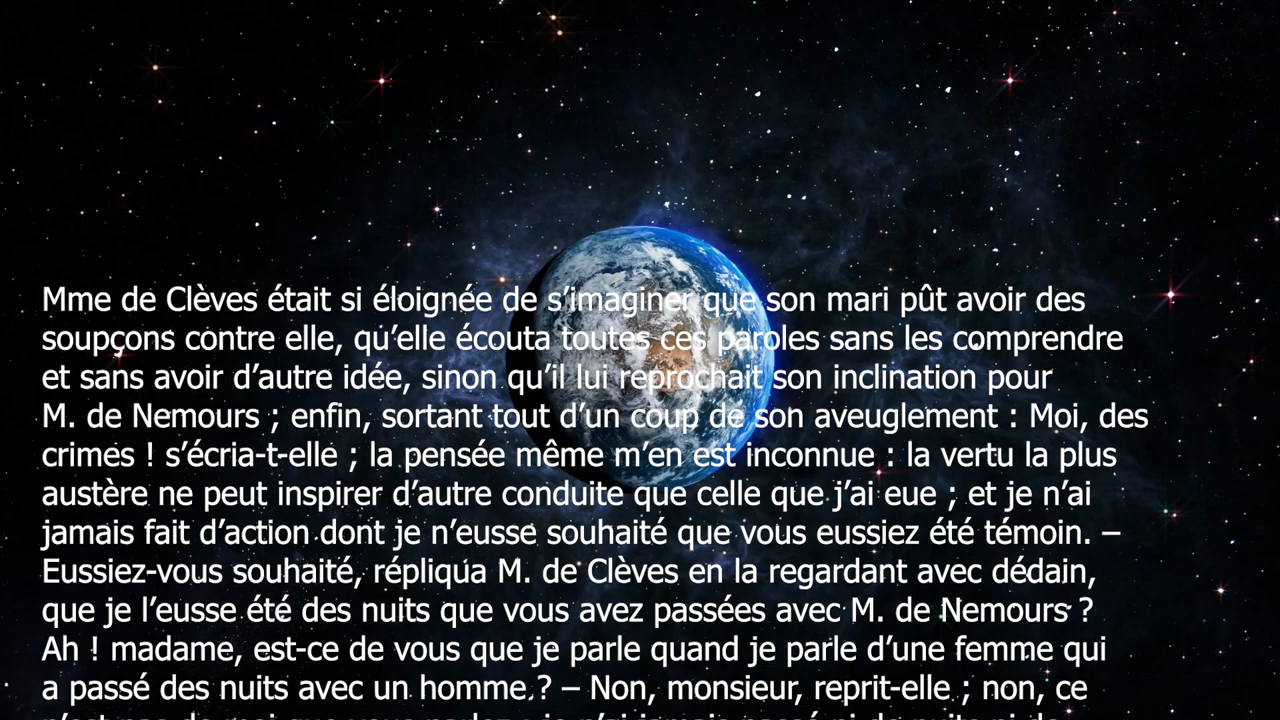 Mme de Clèves était si éloignée de s’imaginer que son mari pût avoir des
soupçons contre elle, qu’elle écouta toutes ces paroles sans les comprendre
et sans avoir d’autre idée, sinon qu’il lui reprochait son inclination pour
M. de Nemours ; enfin, sortant tout d’un coup de son aveuglement : Moi, des
crimes ! s’écria-t-elle ; la pensée même m’en est inconnue : la vertu la plus
austère ne peut inspirer d’autre conduite que celle que j’ai eue ; et je n’ai
jamais fait d’action dont je n’eusse souhaité que vous eussiez été témoin. –
Eussiez-vous souhaité, répliqua M. de Clèves en la regardant avec dédain,
que je l’eusse été des nuits que vous avez passées avec M. de Nemours ?
Ah ! madame, est-ce de vous que je parle quand je parle d’une femme qui
a passé des nuits avec un homme ? – Non, monsieur, reprit-elle ; non, ce